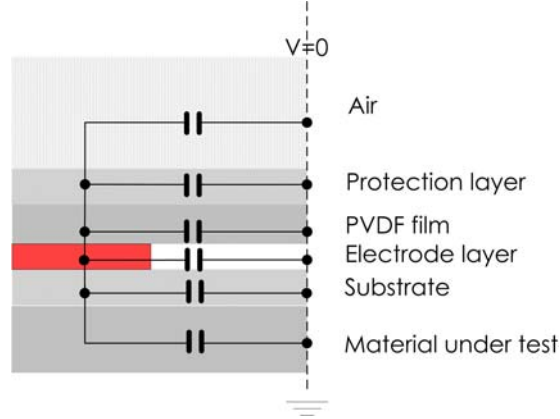 V=0
Air
Protection layer
PVDF film
Electrode layer
Substrate
Material under test